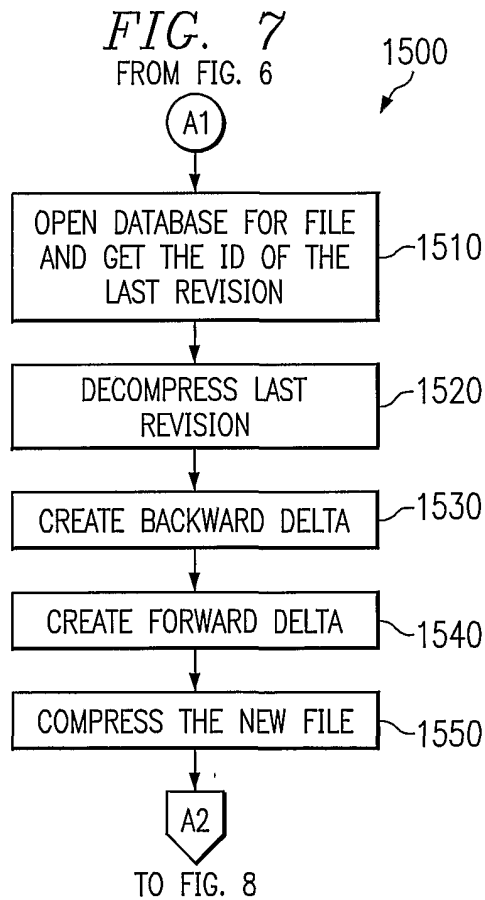 FIG. 7
FROM FIG. 6
1500
A1
OPEN DATABASE FOR FILE
AND GET THE ID OF THE
LAST REVISION
1510
DECOMPRESS LAST
REVISION
1520
CREATE BACKWARD DELTA
1530
CREATE FORWARD DELTA
1540
COMPRESS THE NEW FILE
1550
A2
TO FIG. 8